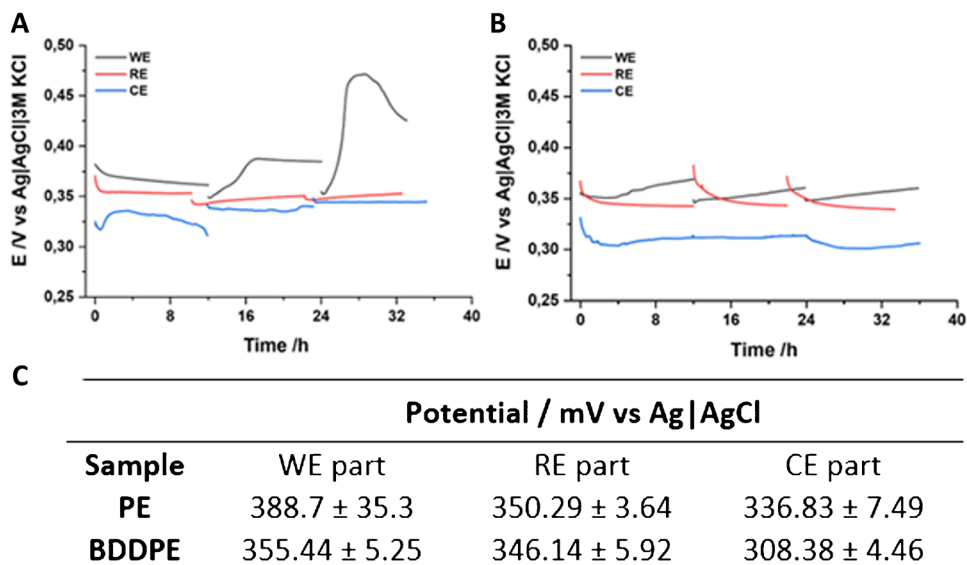 A
0,50
0,45
0,40
0,35
0,30
0,25
E /V vs Ag|AgCl|3M KCl
WE
RE
CE
0 8 16 24 32 40
Time /h
B
0,50
0,45
0,40
0,35
0,30
0,25
E /V vs Ag|AgCl|3M KCl
WE
RE
CE
0 8 16 24 32 40
Time /h
C
Potential / mV vs Ag|AgCl
Sample WE part RE part CE part
PE 388.7 ± 35.3 350.29 ± 3.64 336.83 ± 7.49
BDDPE 355.44 ± 5.25 346.14 ± 5.92 308.38 ± 4.46